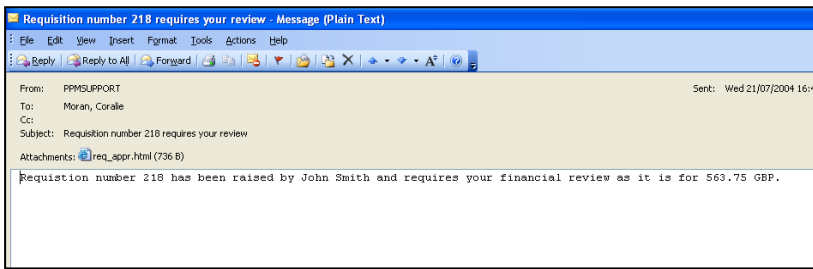 Requisition number 218 requires your review - Message (Plain Text)
File Edit View Insert Format Tools Actions Help
Reply Reply to All Forward
From: PPMSUPPORT Sent: Wed 21/07/2004 16:
To: Moran, Coralie
Cc:
Subject: Requisition number 218 requires your review
Attachments: req_appr.html (736 B)
Requistion number 218 has been raised by John Smith and requires your financial review as it is for 563.75 GBP.